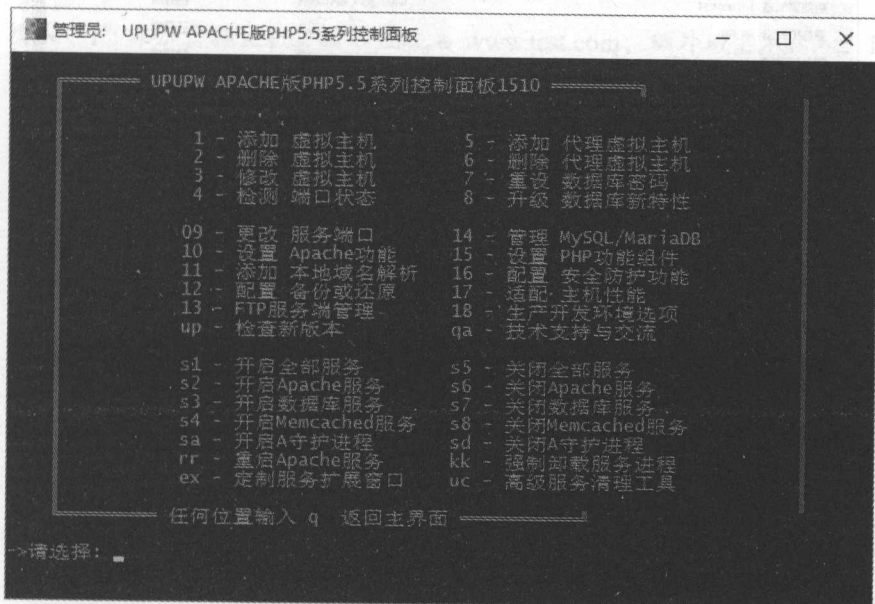 管理员: UPUPW APACHE版PHP5.5系列控制面板
UPUPW APACHE版PHP5.5系列控制面板1510
1 - 添加 虚拟主机 5 - 添加 代理虚拟主机
2 - 删除 虚拟主机 6 - 删除 代理虚拟主机
3 - 修改 虚拟主机 7 - 重设 数据库密码
4 - 检测 端口状态 8 - 升级 数据库新特性
09 - 更改 服务端口 14 - 管理 MySQL/MariaDB
10 - 设置 Apache功能 15 - 设置 PHP功能组件
11 - 添加 本地域名解析 16 - 配置 安全防护功能
12 - 配置 备份或还原 17 - 适配 主机性能
13 - FTP服务端管理 18 - 生产开发环境选项
up - 检查新版本 qa - 技术支持与交流
s1 - 开启全部服务 s5 - 关闭全部服务
s2 - 开启Apache服务 s6 - 关闭Apache服务
s3 - 开启数据库服务 s7 - 关闭数据库服务
s4 - 开启Memcached服务 s8 - 关闭Memcached服务
sa - 开启A守护进程 sd - 关闭A守护进程
rr - 重启Apache服务 kk - 强制卸载服务进程
ex - 定制服务扩展窗口 uc - 高级服务清理工具
任何位置输入 q 返回主界面
->请选择: